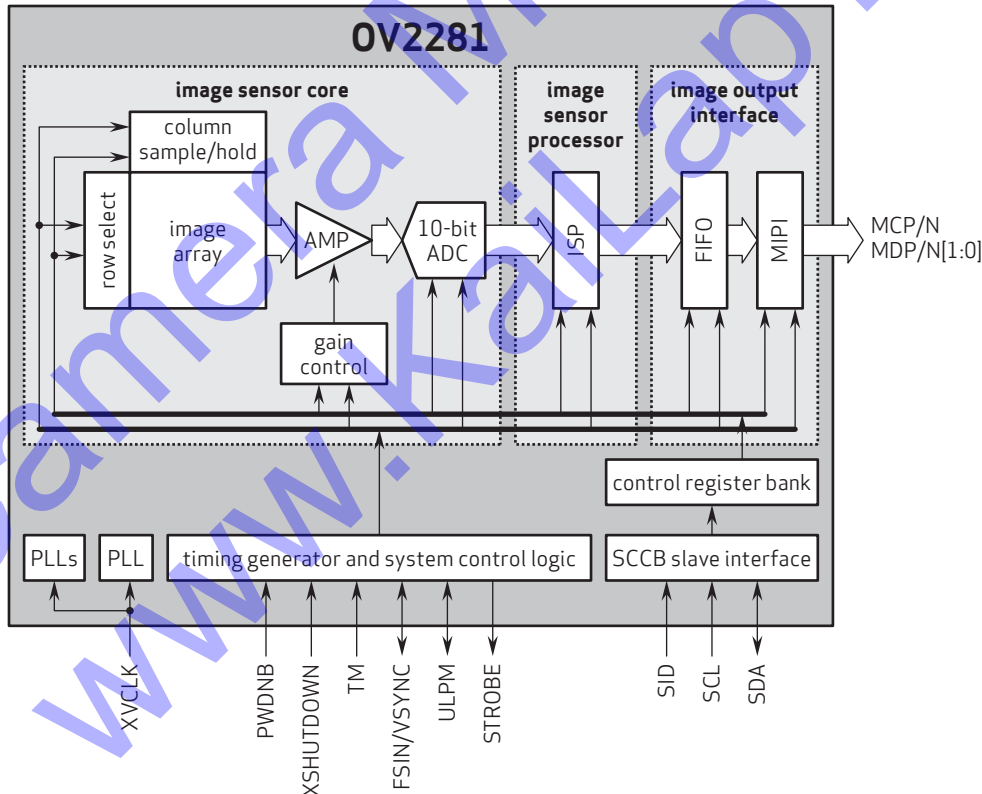 OV2281
image sensor core
image
sensor
processor
image output
interface
column
sample/hold
row select
image
array
AMP
10-bit
ADC
ISP
FIFO
MIPI
MCP/N
MDP/N[1:0]
gain
control
control register bank
PLLs
PLL
timing generator and system control logic
SCCB slave interface
XVCLK
PWDNB
XSHUTDOWN
TM
FSIN/VSYNC
ULPM
STROBE
SID
SCL
SDA
Camera M
www.KaiLap